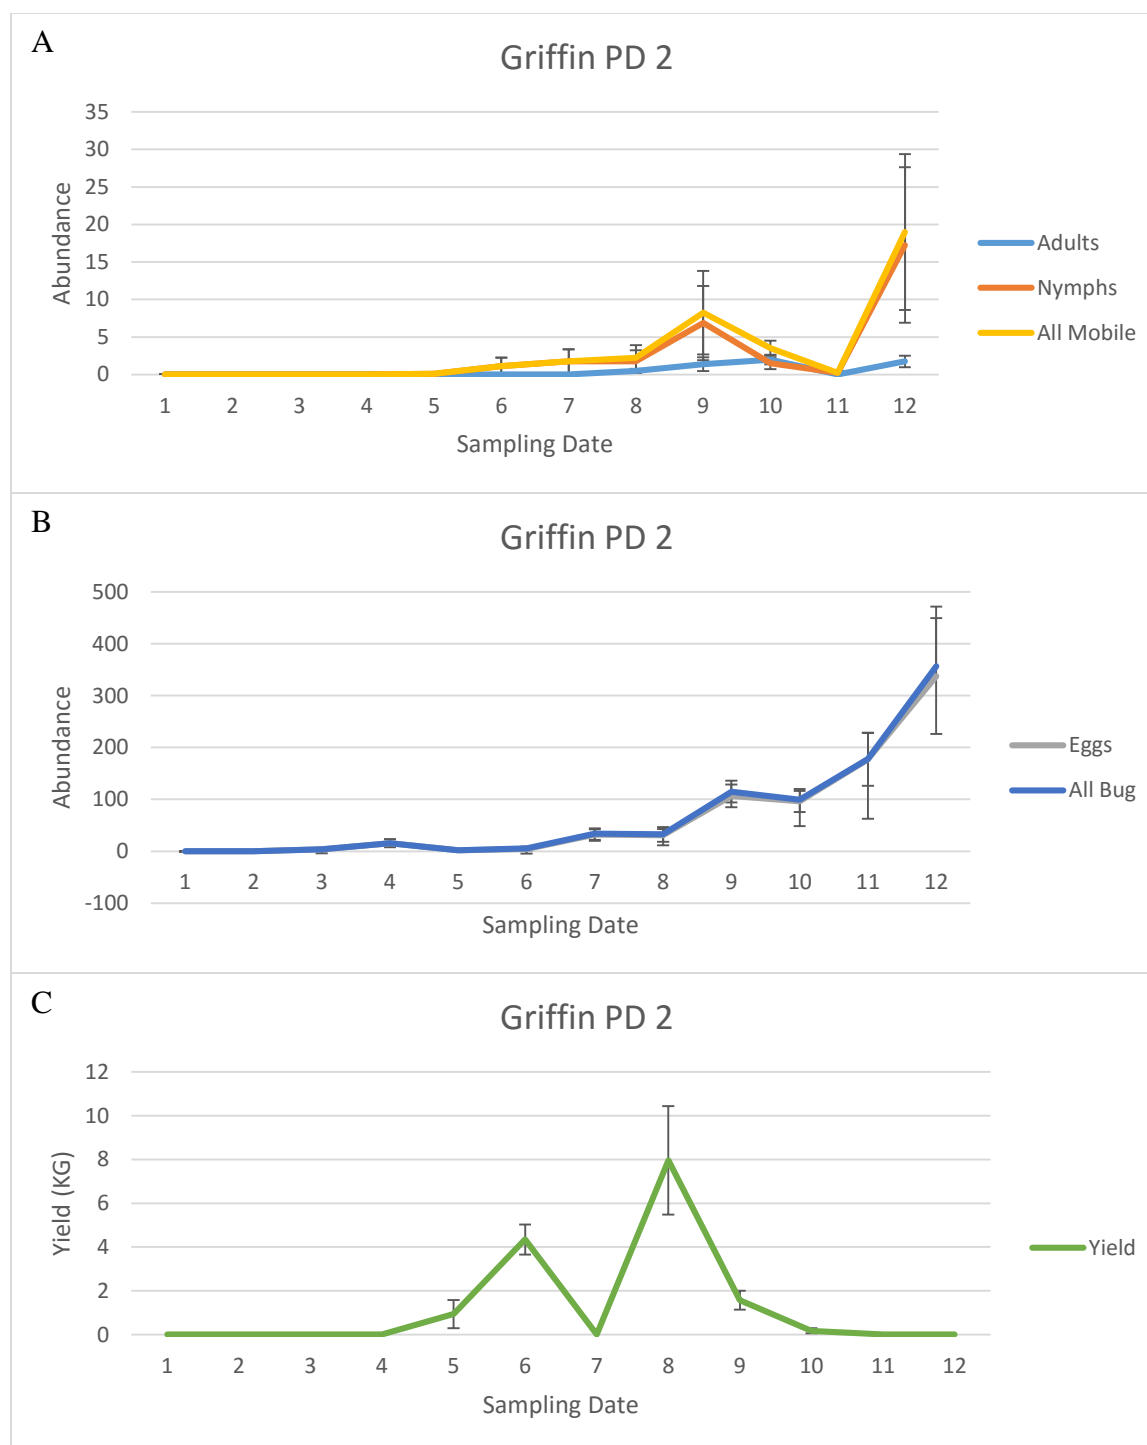 A
Griffin PD 2
35
30
25
20
15
10
5
0
Abundance
1 2 3 4 5 6 7 8 9 10 11 12
Sampling Date
Adults
Nymphs
All Mobile
B
Griffin PD 2
500
400
300
200
100
0
-100
Abundance
1 2 3 4 5 6 7 8 9 10 11 12
Sampling Date
Eggs
All Bug
C
Griffin PD 2
12
10
8
6
4
2
0
Yield (KG)
1 2 3 4 5 6 7 8 9 10 11 12
Sampling Date
Yield